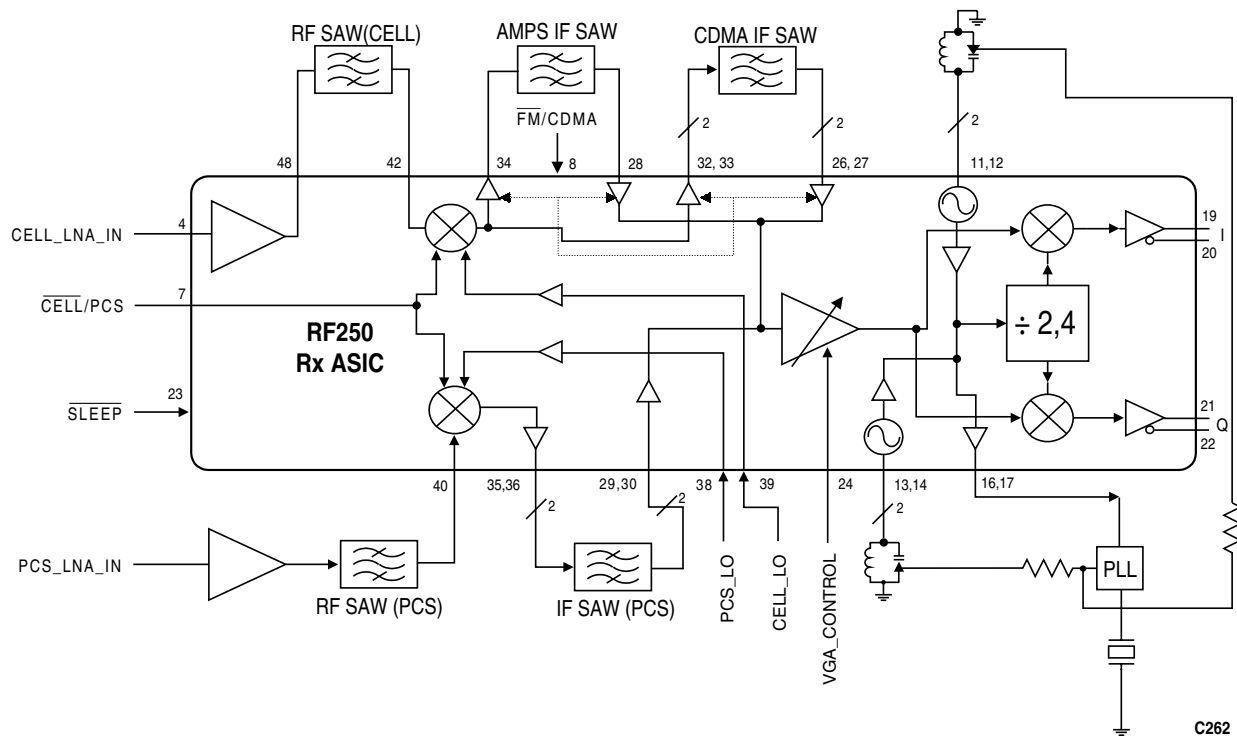 RF SAW(CELL)
AMPS IF SAW
CDMA IF SAW
FM/CDMA
2
2
2
48
42
34
8
28
32, 33
26, 27
11,12
4
CELL_LNA_IN
19
I
20
7
CELL/PCS
RF250
Rx ASIC
÷ 2,4
23
SLEEP
21
Q
22
40
35,36
29,30
38
39
24
13,14
16,17
2
2
2
PCS_LNA_IN
RF SAW (PCS)
IF SAW (PCS)
PCS_LO
CELL_LO
VGA_CONTROL
PLL
C262